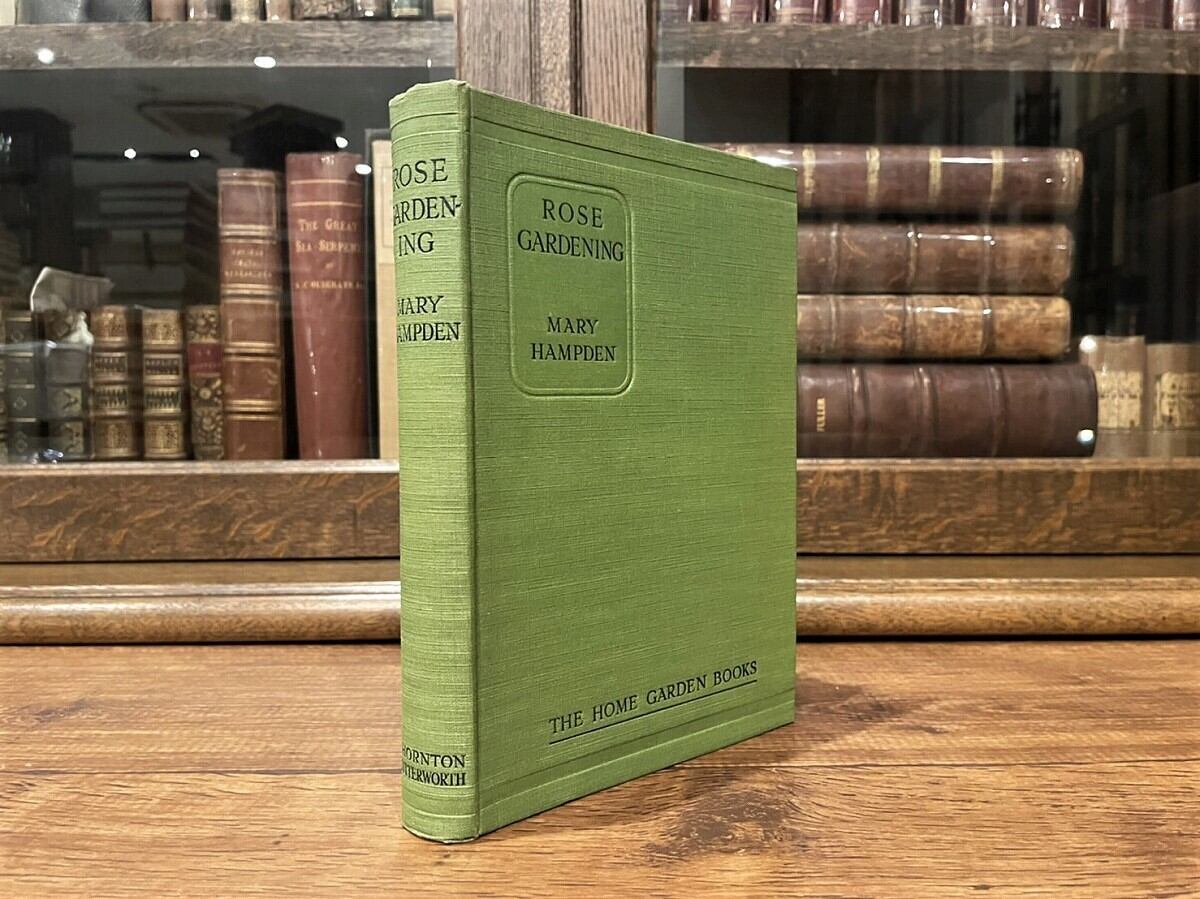 ROSE
GARDEN-
ING
MARY
HAMPDEN
THORNTON
BUTTERWORTH
ROSE
GARDENING
MARY
HAMPDEN
THE HOME GARDEN BOOKS
THE GREAT
SEA-SERPENT
FULLER